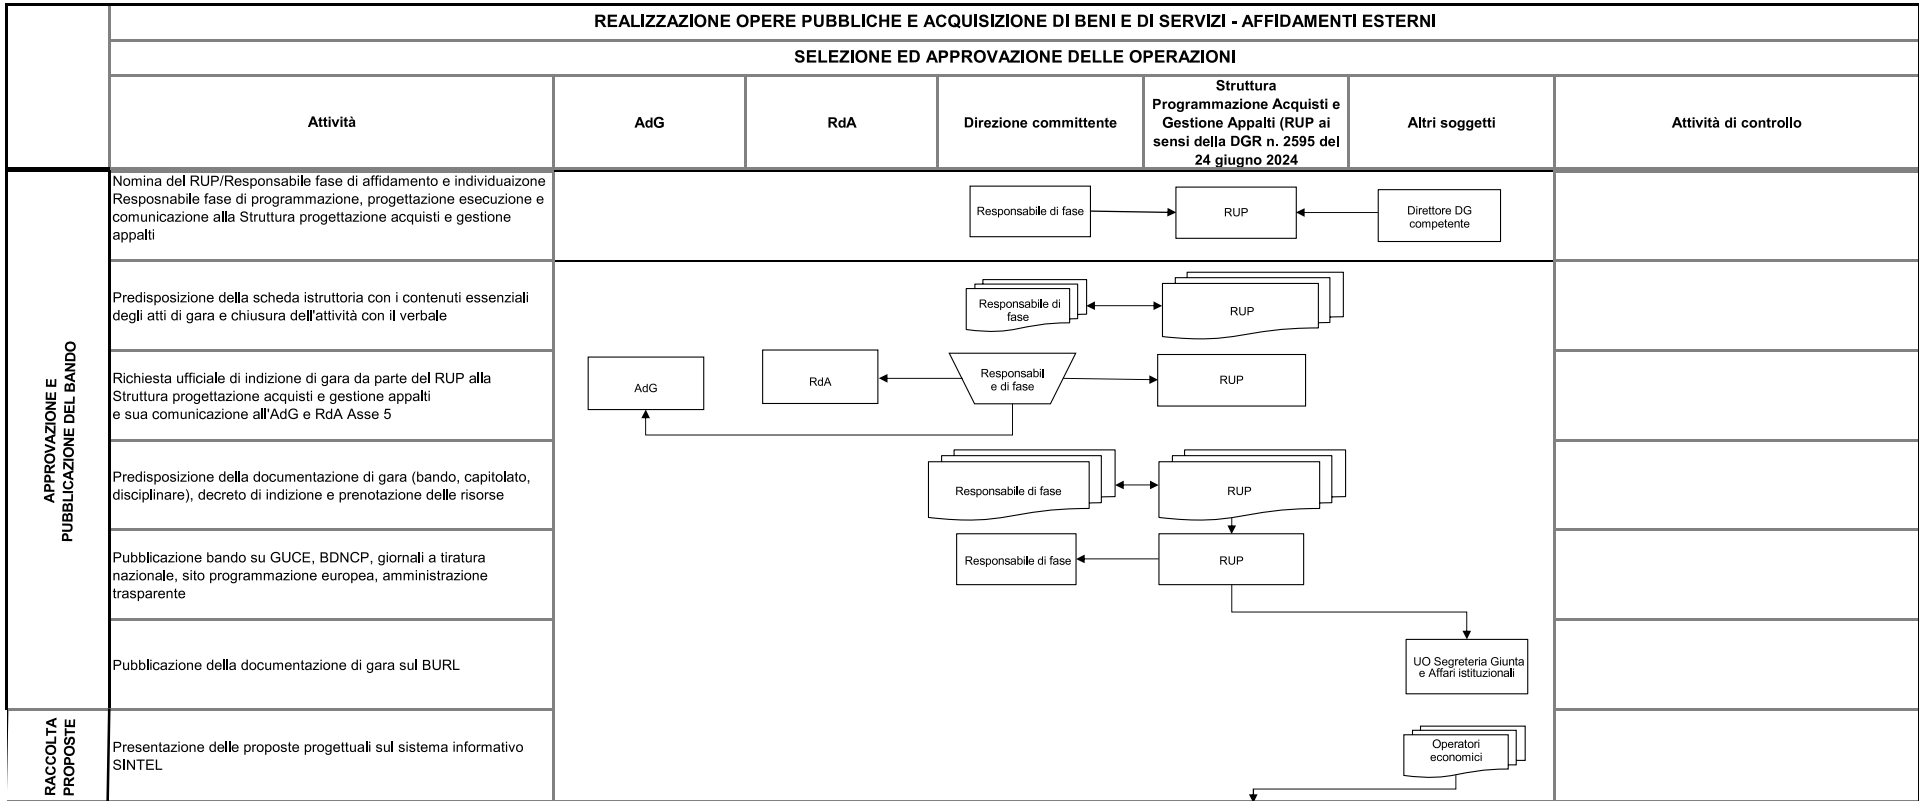 REALIZZAZIONE OPERE PUBBLICHE E ACQUISIZIONE DI BENI E DI SERVIZI - AFFIDAMENTI ESTERNI
SELEZIONE ED APPROVAZIONE DELLE OPERAZIONI
Attività
AdG
RdA
Direzione committente
Struttura
Programmazione Acquisti e
Gestione Appalti (RUP ai
sensi della DGR n. 2595 del
24 giugno 2024
Altri soggetti
Attività di controllo
APPROVAZIONE E
PUBBLICAZIONE DEL BANDO
Nomina del RUP/Responsabile fase di affidamento e individuaizone
Resposnabile fase di programmazione, progettazione esecuzione e
comunicazione alla Struttura progettazione acquisti e gestione
appalti
Responsabile di fase
RUP
Direttore DG
competente
Predisposizione della scheda istruttoria con i contenuti essenziali
degli atti di gara e chiusura dell'attività con il verbale
Responsabile di
fase
RUP
Richiesta ufficiale di indizione di gara da parte del RUP alla
Struttura progettazione acquisti e gestione appalti
e sua comunicazione all'AdG e RdA Asse 5
AdG
RdA
Responsabil
e di fase
RUP
Predisposizione della documentazione di gara (bando, capitolato,
disciplinare), decreto di indizione e prenotazione delle risorse
Responsabile di fase
RUP
Pubblicazione bando su GUCE, BDNCP, giornali a tiratura
nazionale, sito programmazione europea, amministrazione
trasparente
Responsabile di fase
RUP
Pubblicazione della documentazione di gara sul BURL
UO Segreteria Giunta
e Affari istituzionali
RACCOLTA
PROPOSTE
Presentazione delle proposte progettuali sul sistema informativo
SINTEL
Operatori
economici